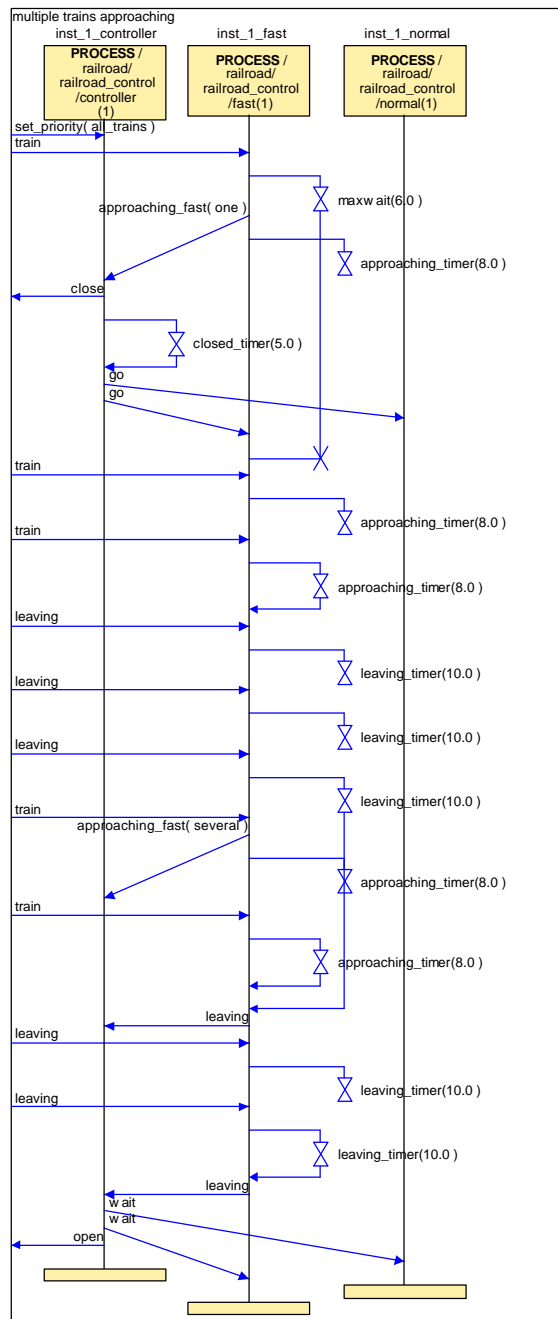 multiple trains approaching
inst_1_controller
inst_1_fast
inst_1_normal
PROCESS /
railroad/
railroad_control
/controller
(1)
PROCESS /
railroad/
railroad_control
/fast(1)
PROCESS /
railroad/
railroad_control
/normal(1)
set_priority( all_trains )
train
maxwait(6.0 )
approaching_fast( one )
approaching_timer(8.0 )
close
closed_timer(5.0 )
go
go
train
approaching_timer(8.0 )
train
approaching_timer(8.0 )
leaving
leaving_timer(10.0 )
leaving
leaving_timer(10.0 )
leaving
leaving_timer(10.0 )
train
approaching_fast( several )
approaching_timer(8.0 )
train
approaching_timer(8.0 )
leaving
leaving
leaving_timer(10.0 )
leaving
leaving_timer(10.0 )
leaving
wait
wait
open